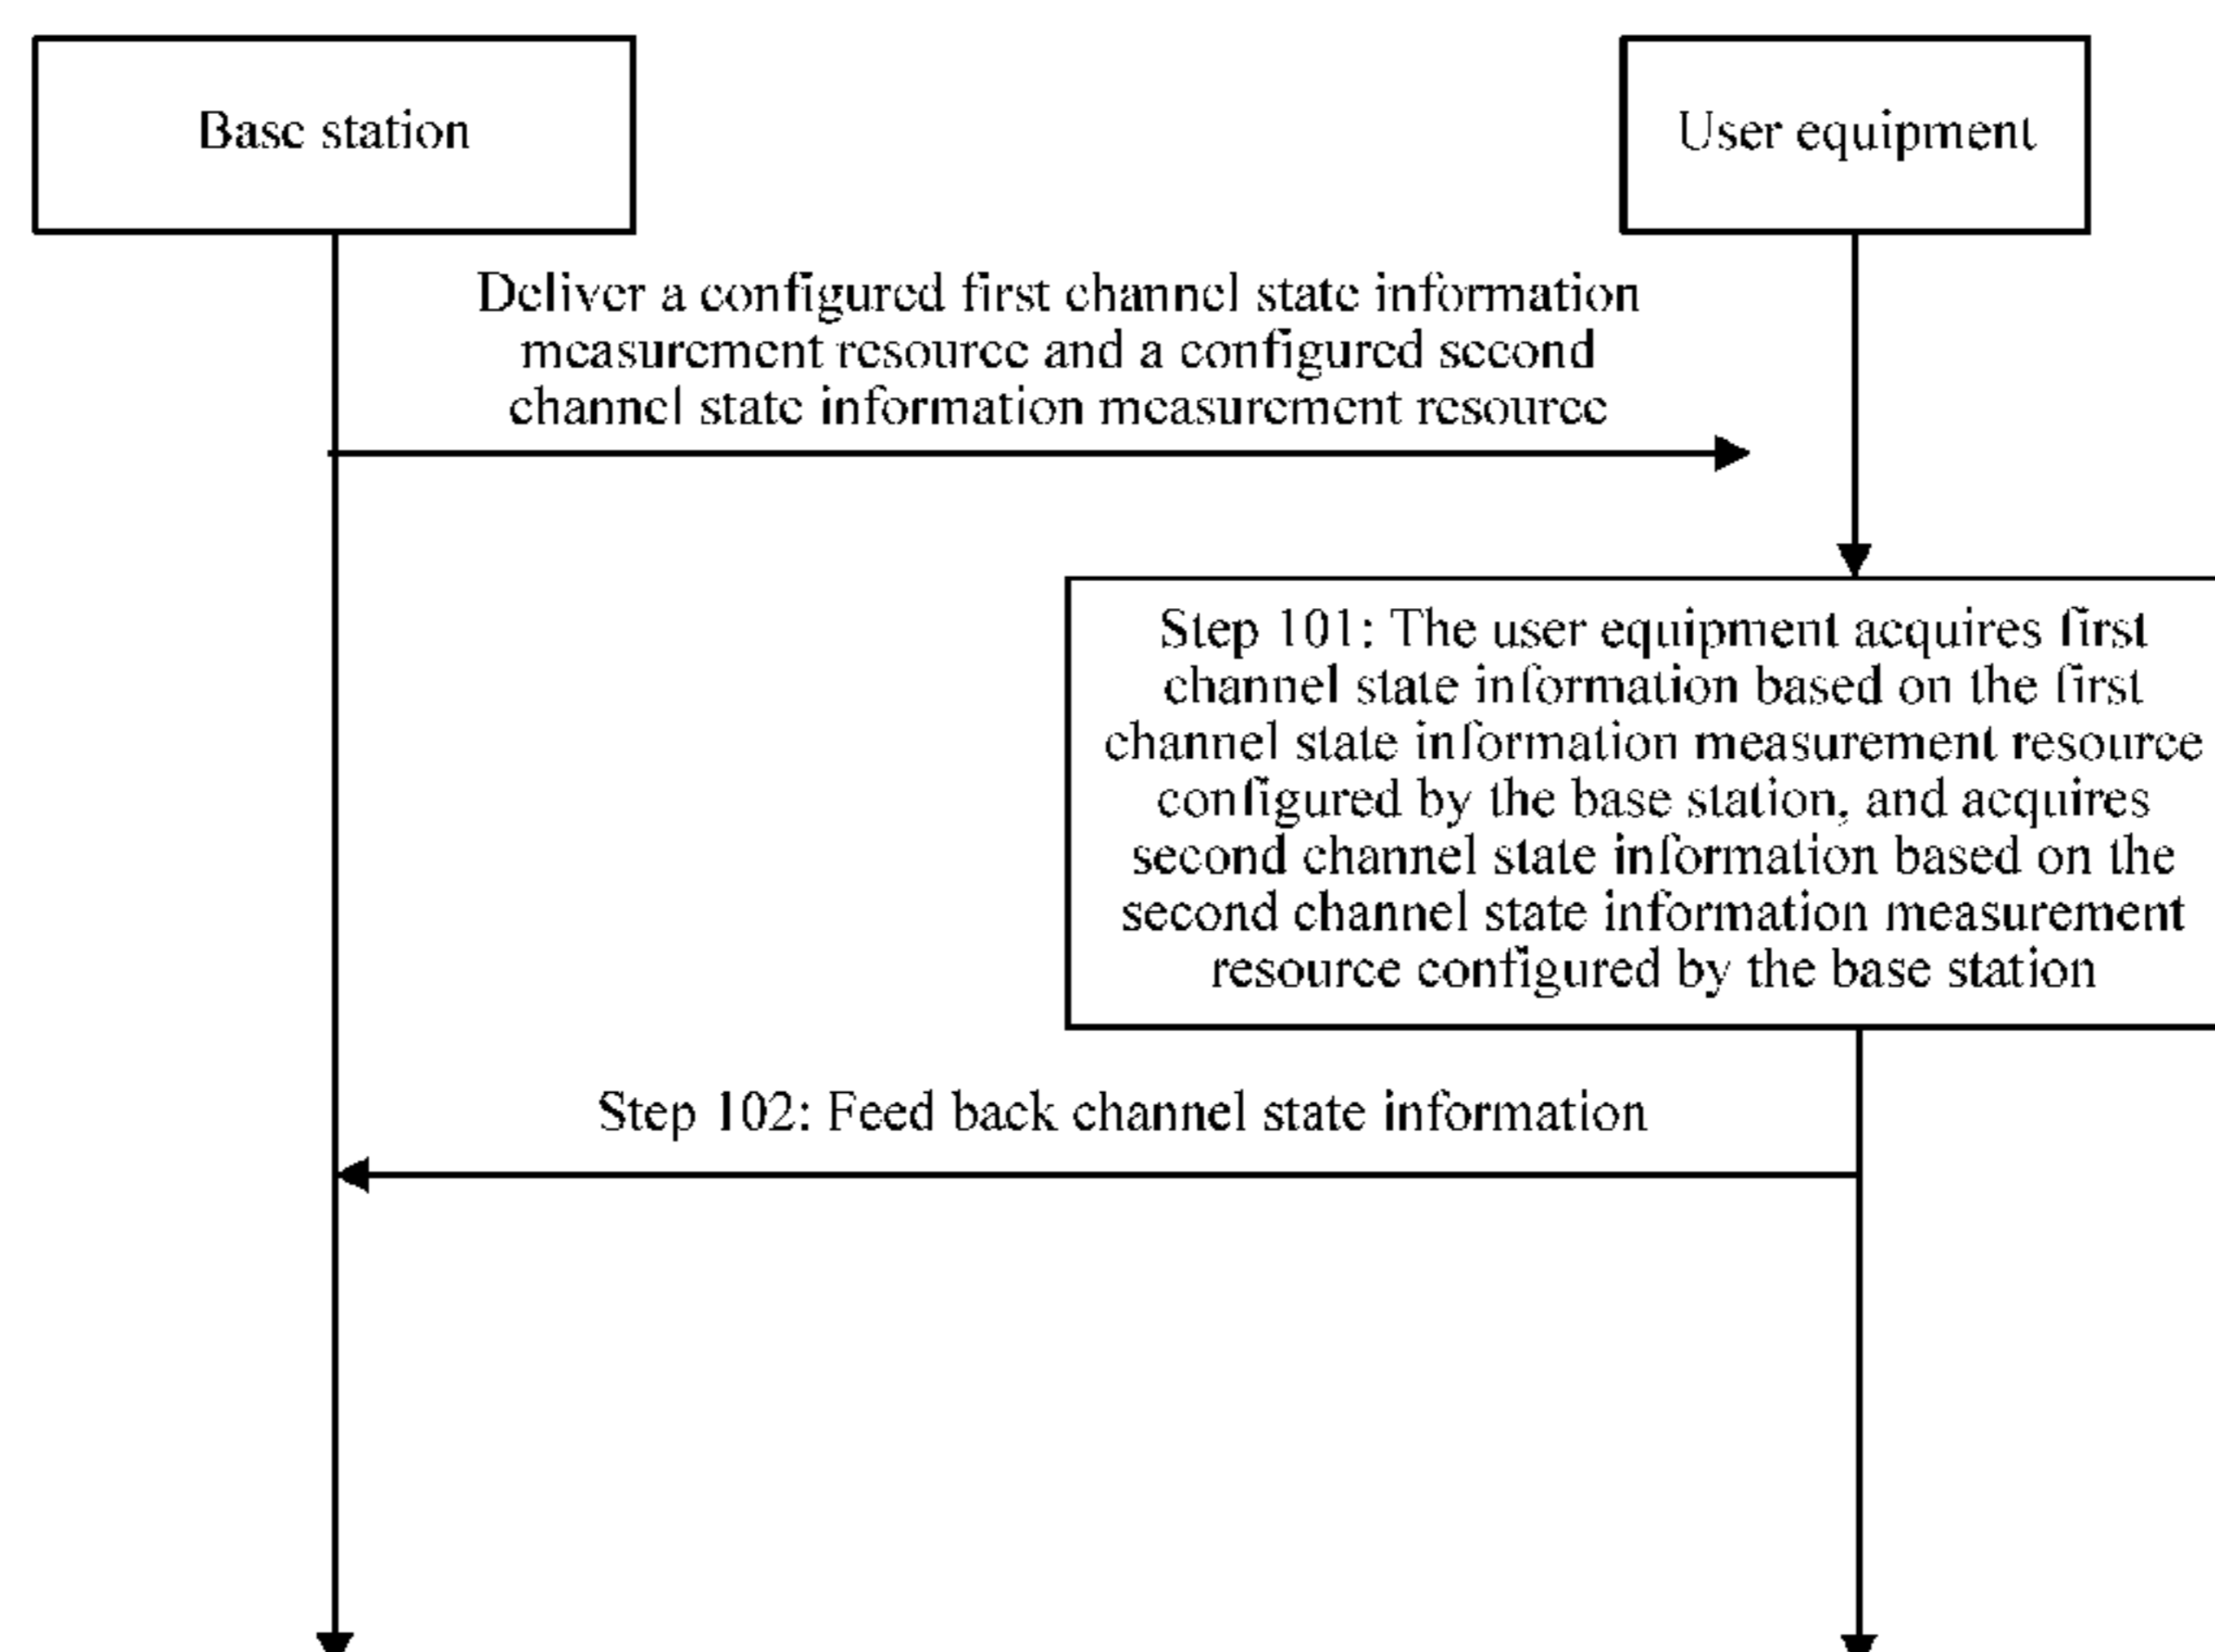 Base station
User equipment
Deliver a configured first channel state information
measurement resource and a configured second
channel state information measurement resource
Step 101: The user equipment acquires first
channel state information based on the first
channel state information measurement resource
configured by the base station, and acquires
second channel state information based on the
second channel state information measurement
resource configured by the base station
Step 102: Feed back channel state information